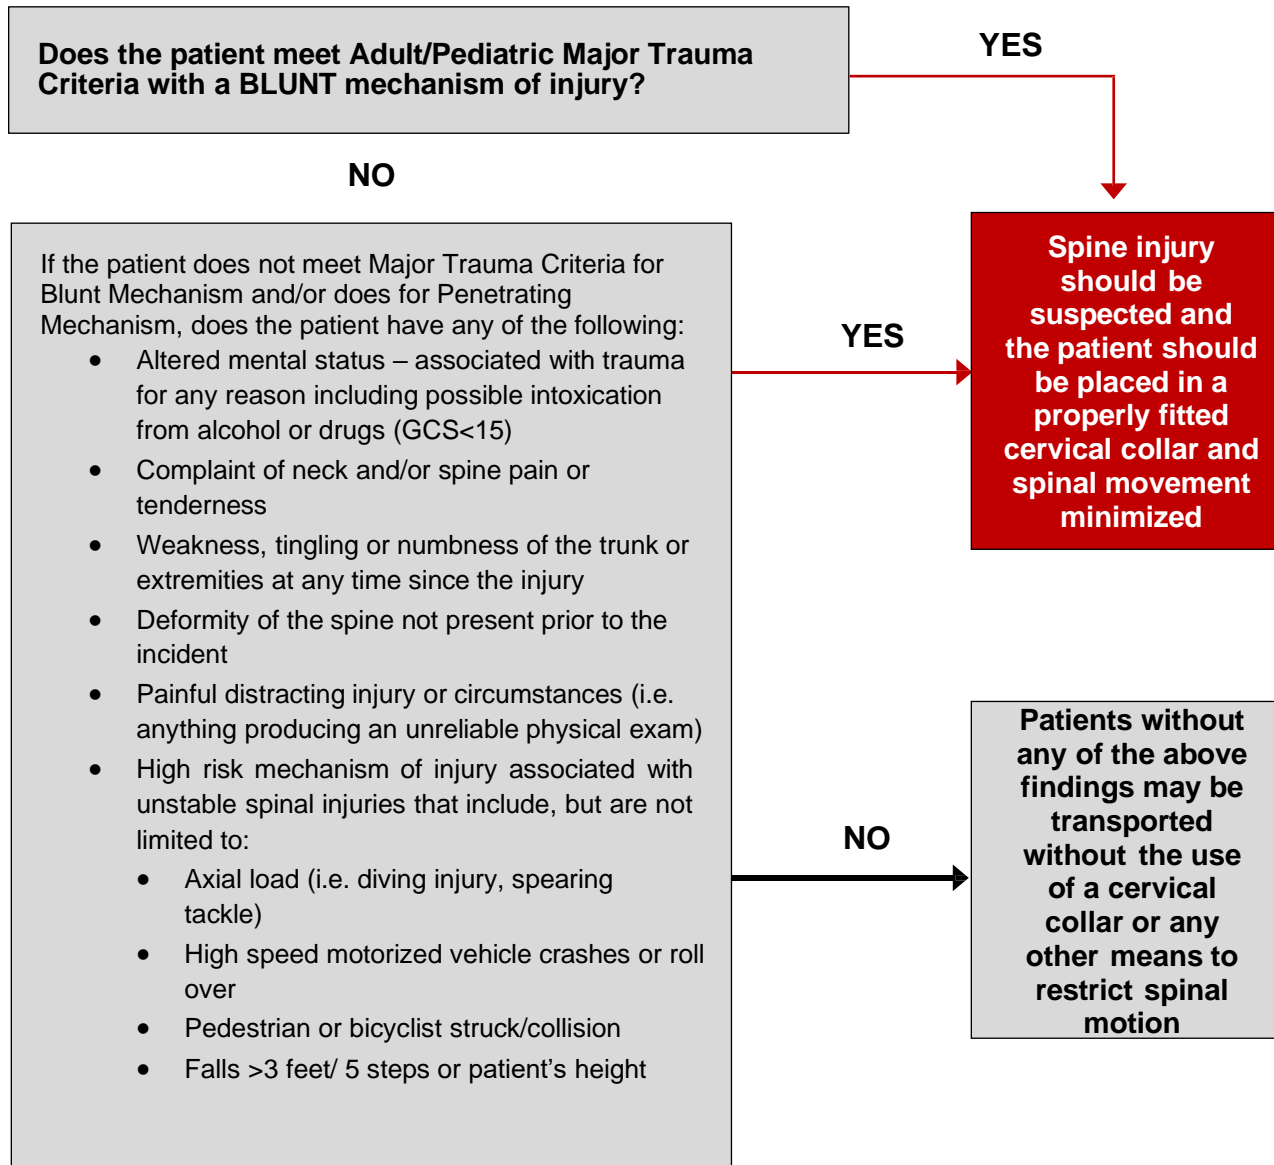 Does the patient meet Adult/Pediatric Major Trauma
Criteria with a BLUNT mechanism of injury?
YES
NO
If the patient does not meet Major Trauma Criteria for
Blunt Mechanism and/or does for Penetrating
Mechanism, does the patient have any of the following:
• Altered mental status – associated with trauma
for any reason including possible intoxication
from alcohol or drugs (GCS<15)
• Complaint of neck and/or spine pain or
tenderness
• Weakness, tingling or numbness of the trunk or
extremities at any time since the injury
• Deformity of the spine not present prior to the
incident
• Painful distracting injury or circumstances (i.e.
anything producing an unreliable physical exam)
• High risk mechanism of injury associated with
unstable spinal injuries that include, but are not
limited to:
• Axial load (i.e. diving injury, spearing
tackle)
• High speed motorized vehicle crashes or roll
over
• Pedestrian or bicyclist struck/collision
• Falls >3 feet/ 5 steps or patient’s height
YES
Spine injury
should be
suspected and
the patient should
be placed in a
properly fitted
cervical collar and
spinal movement
minimized
NO
Patients without
any of the above
findings may be
transported
without the use
of a cervical
collar or any
other means to
restrict spinal
motion